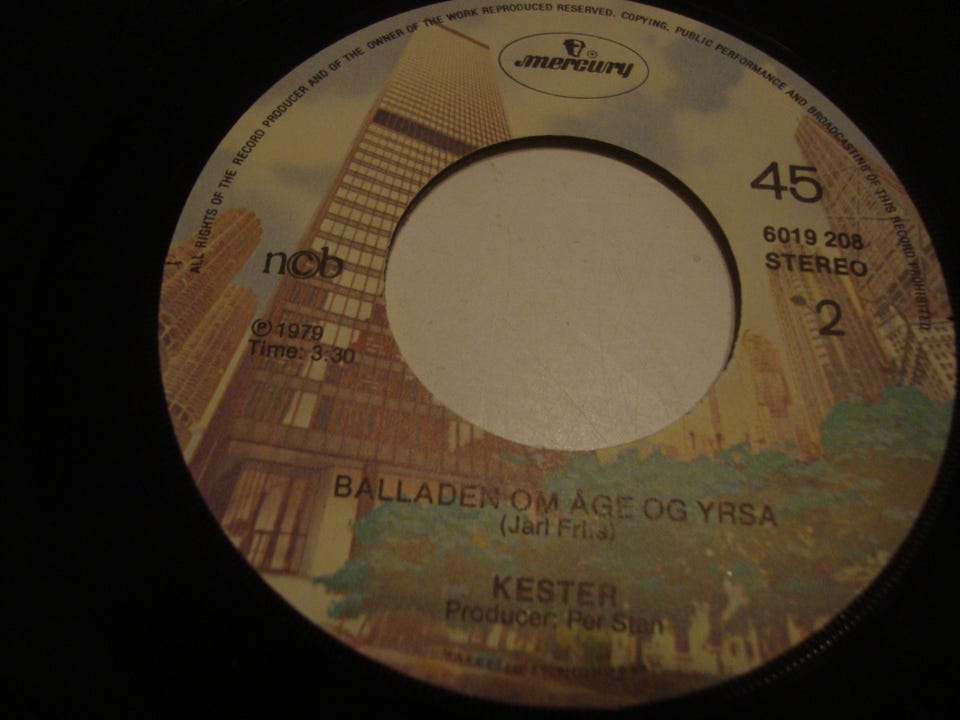 ALL RIGHTS OF THE RECORD PRODUCER AND OF THE OWNER OF THE WORK REPRODUCED RESERVED. COPYING, PUBLIC PERFORMANCE AND BROADCASTING OF THIS RECORD PROHIBITED
mercury ®
45
6019 208
STEREO
2
n©b
℗ 1979
Time: 3:30
BALLADEN OM ÅGE OG YRSA
(Jarl Friis)
KESTER
Producer: Per Stan